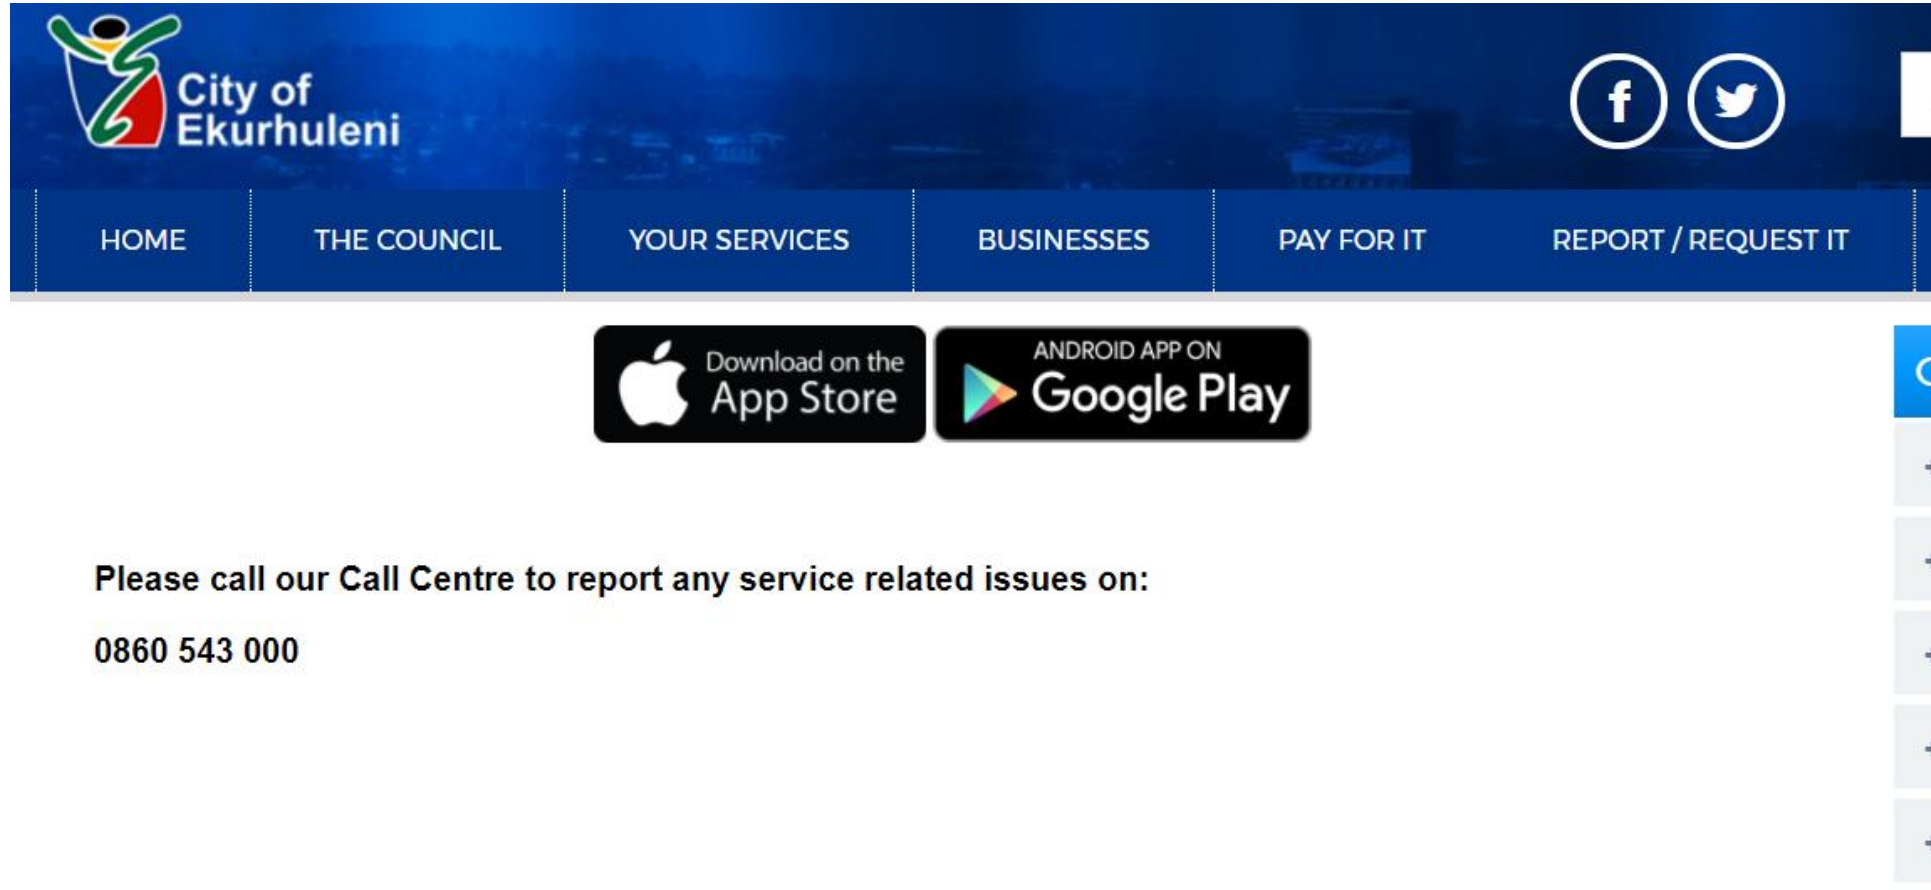 City of
Ekurhuleni
HOME
THE COUNCIL
YOUR SERVICES
BUSINESSES
PAY FOR IT
REPORT / REQUEST IT
Download on the
App Store
ANDROID APP ON
Google Play
Please call our Call Centre to report any service related issues on:
0860 543 000